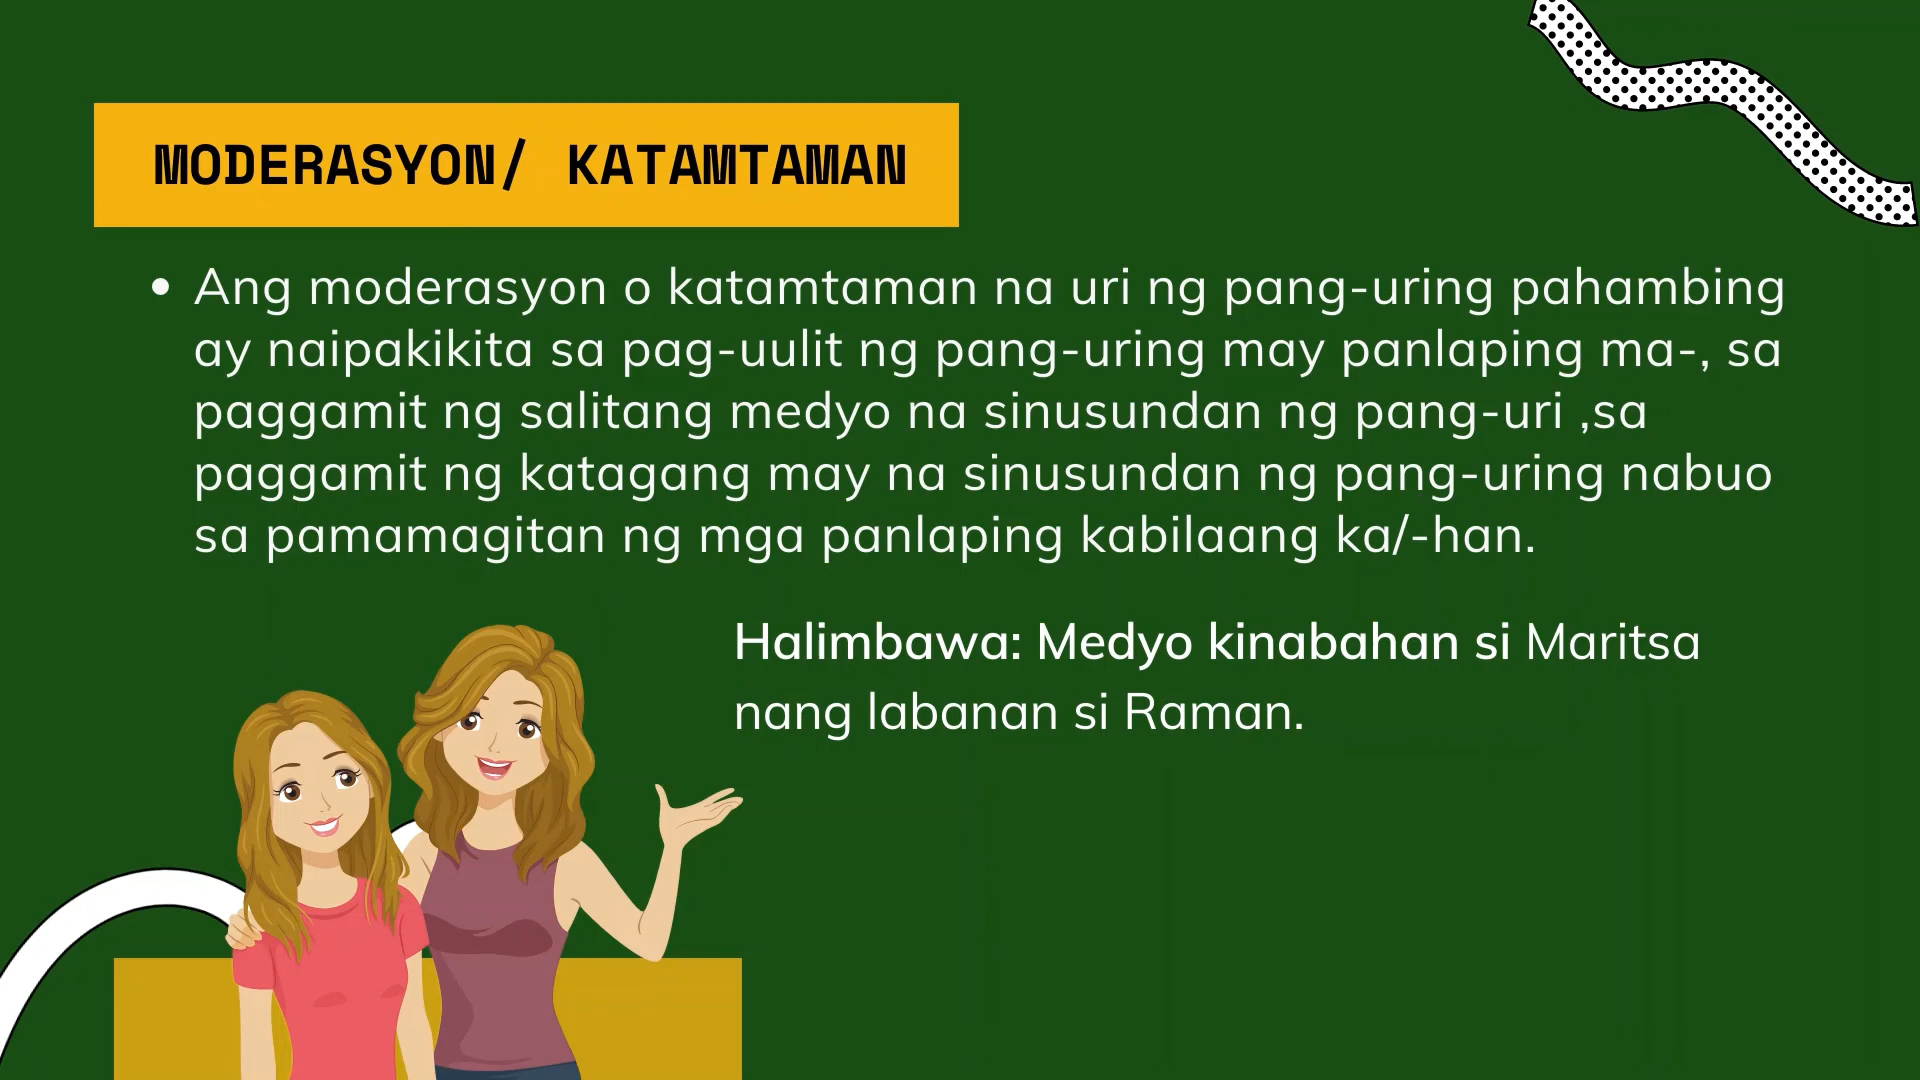 MODERASYON/ KATAMTAMAN
• Ang moderasyon o katamtaman na uri ng pang-uring pahambing
ay naipakikita sa pag-uulit ng pang-uring may panlaping ma-, sa
paggamit ng salitang medyo na sinusundan ng pang-uri ,sa
paggamit ng katagang may na sinusundan ng pang-uring nabuo
sa pamamagitan ng mga panlaping kabilaang ka/-han.
Halimbawa: Medyo kinabahan si Maritsa
nang labanan si Raman.